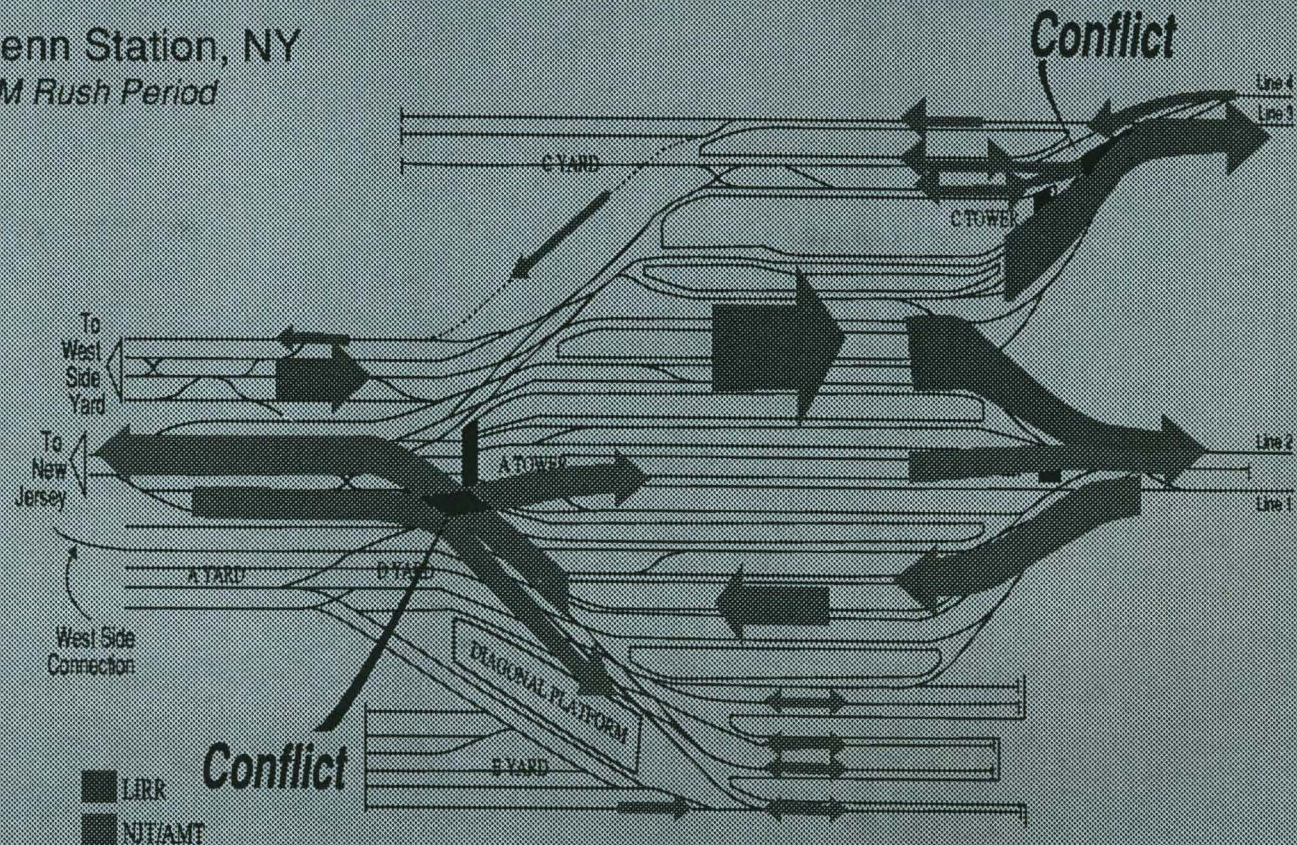 enn Station, NY
M Rush Period
Conflict
Line 4
Line 3
C YARD
C TOWER
To
West
Side
Yard
To
New
Jersey
A TOWER
Line 2
Line 1
A YARD
D YARD
West Side
Connection
DIAGONAL PLATFORM
Conflict
E YARD
LIRR
NJT/AMT